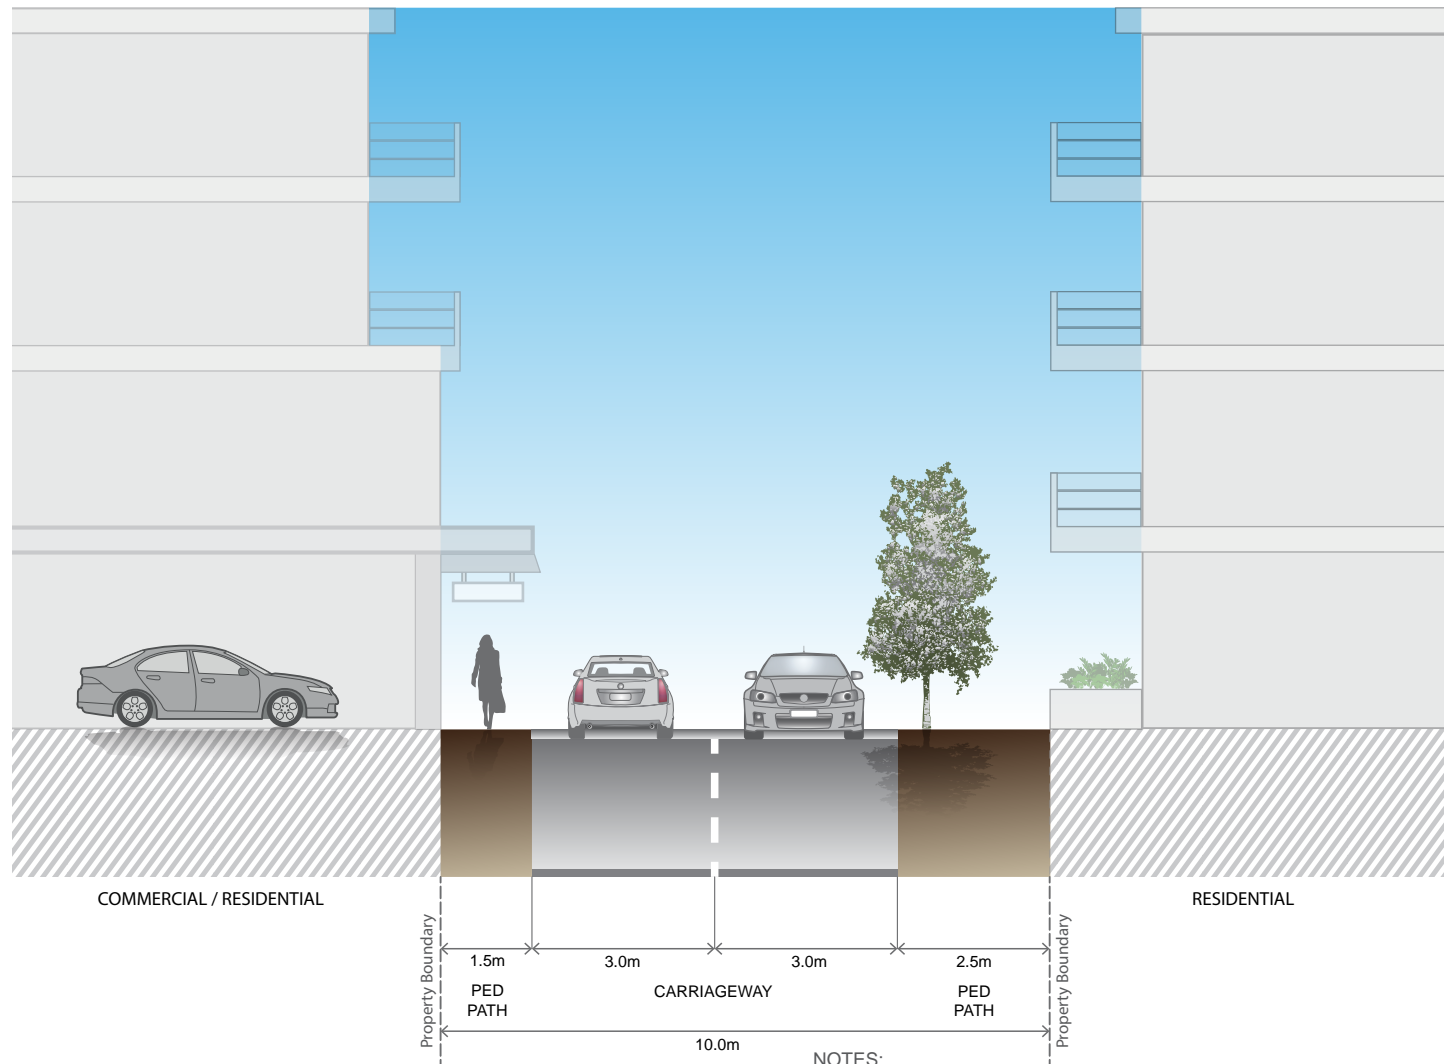 COMMERCIAL / RESIDENTIAL
RESIDENTIAL
Property Boundary
Property Boundary
1.5m
3.0m
3.0m
2.5m
PED
PATH
CARRIAGEWAY
PED
PATH
10.0m
NOTES: